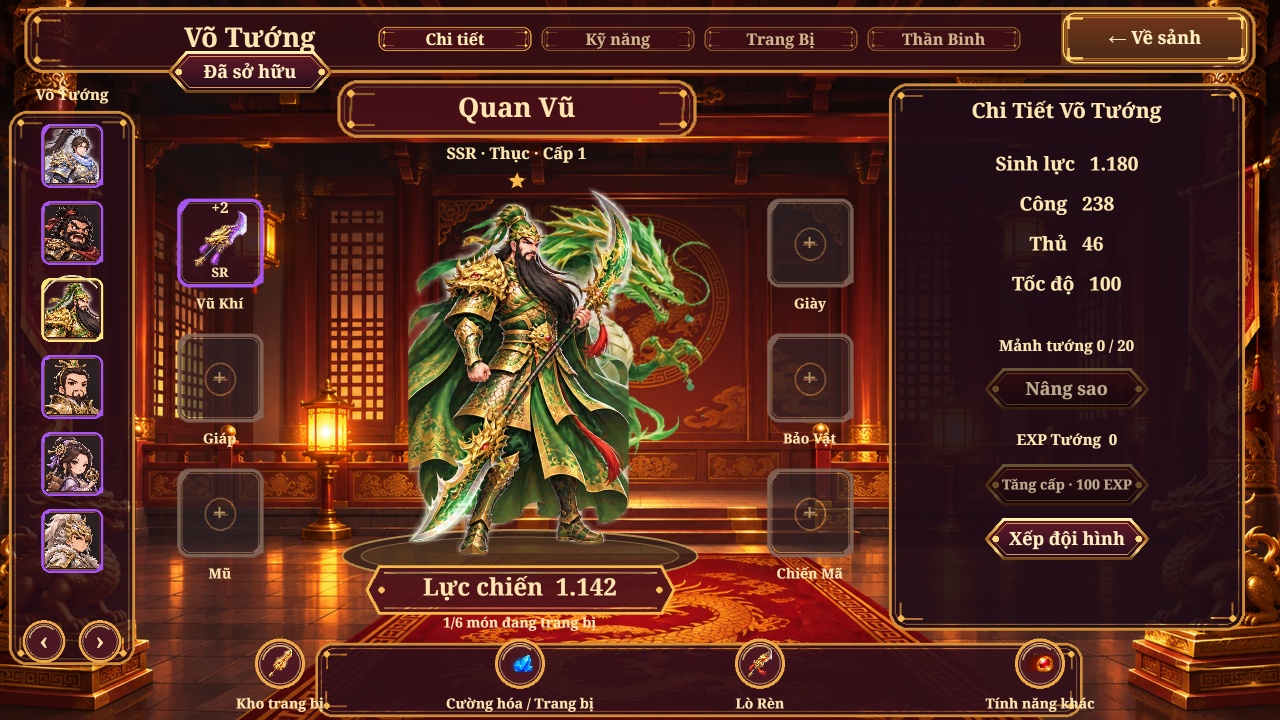 Võ Tướng
Chi tiết
Kỹ năng
Trang Bị
Thần Binh
← Về sảnh
Đã sở hữu
Võ Tướng
Quan Vũ
SSR · Thục · Cấp 1
+2
SR
Vũ Khí
Giáp
Mũ
Giày
Bảo Vật
Chiến Mã
Lực chiến 1.142
1/6 món đang trang bị
Chi Tiết Võ Tướng
Sinh lực 1.180
Công 238
Thủ 46
Tốc độ 100
Mảnh tướng 0 / 20
Nâng sao
EXP Tướng 0
Tăng cấp · 100 EXP
Xếp đội hình
‹ ›
Kho trang bị
Cường hóa / Trang bị
Lò Rèn
Tính năng khác